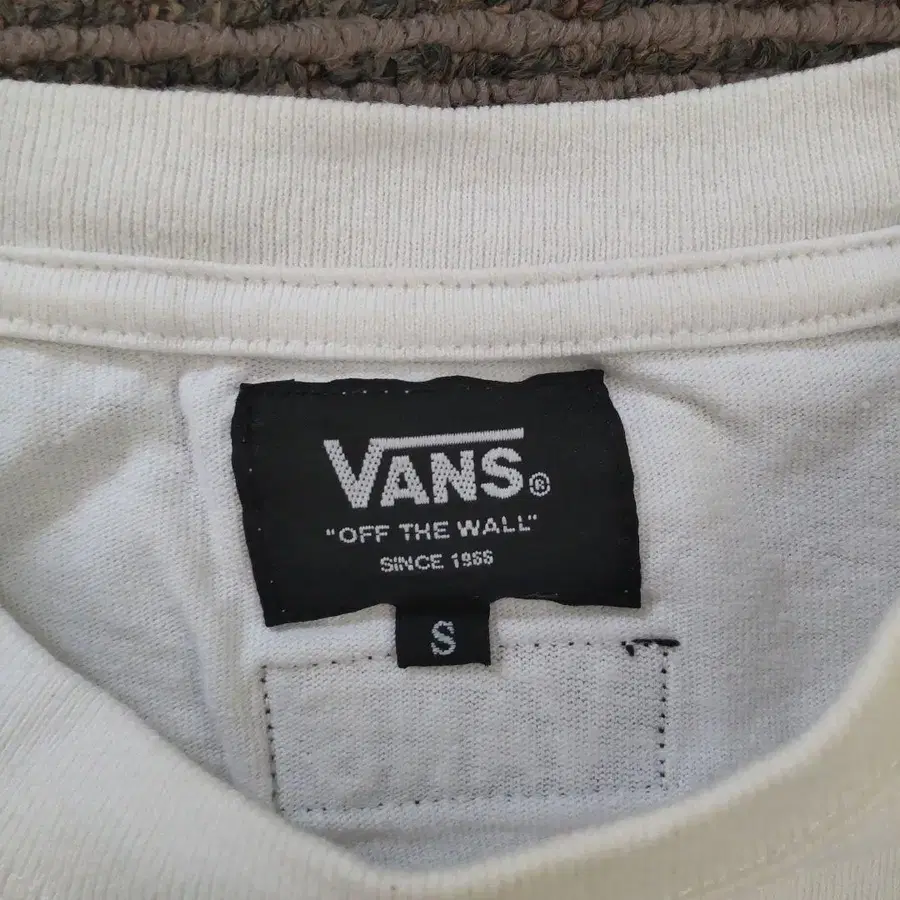 VANS®
"OFF THE WALL"
SINCE 1966
S